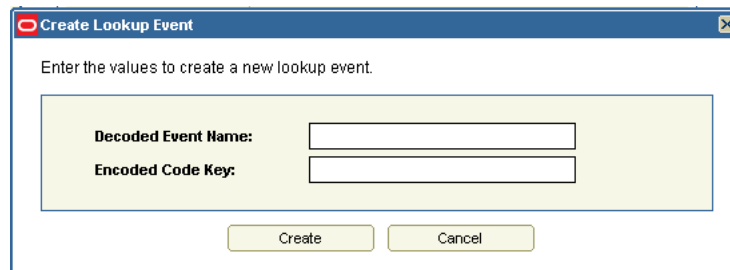 Create Lookup Event
Enter the values to create a new lookup event.
Decoded Event Name:
Encoded Code Key:
Create Cancel